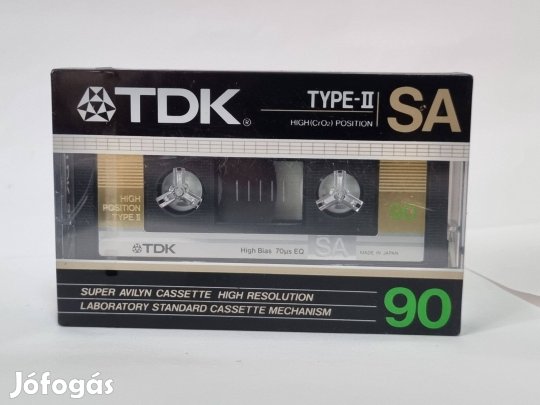 TDK®
TYPE-II
HIGH(CrO2) POSITION
SA
HIGH
POSITION
TYPE II
90
TDK
High Bias 70µs EQ
SA
MADE IN JAPAN
SUPER AVILYN CASSETTE HIGH RESOLUTION
LABORATORY STANDARD CASSETTE MECHANISM
90
Jófogás